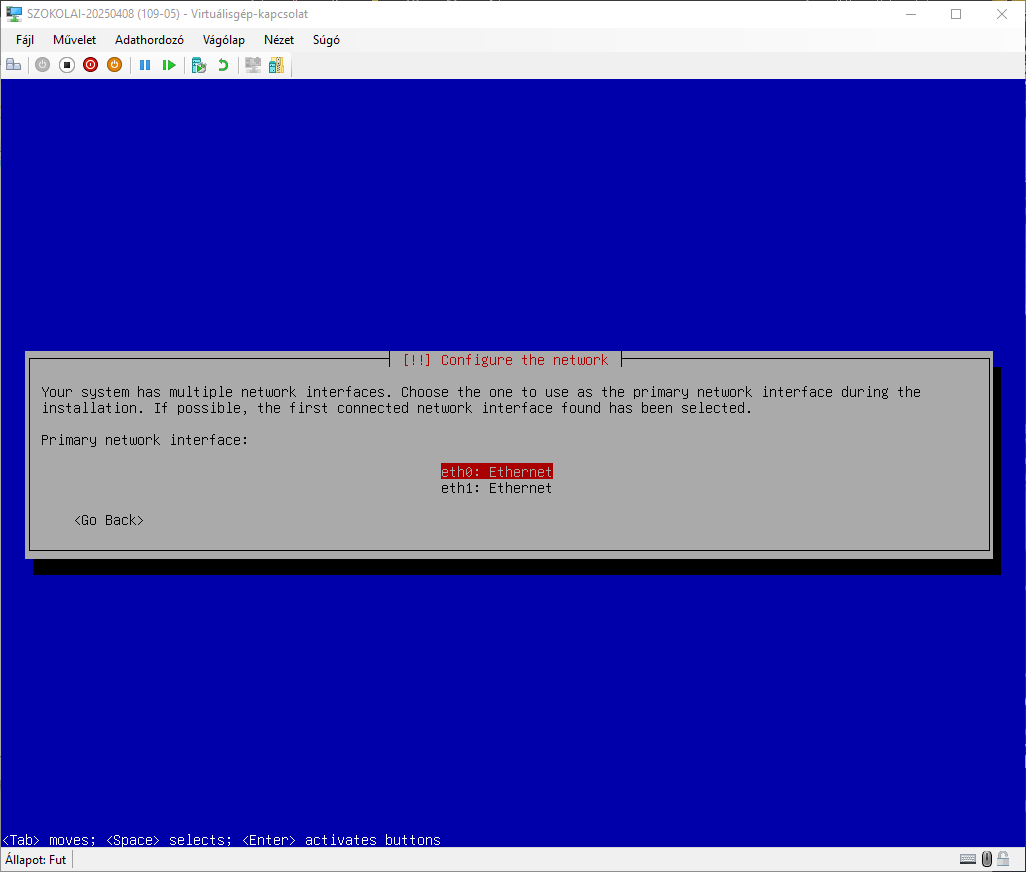 SZOKOLAI-20250408 (109-05) - Virtuálisgép-kapcsolat
Fájl Művelet Adathordozó Vágólap Nézet Súgó
[!!] Configure the network
Your system has multiple network interfaces. Choose the one to use as the primary network interface during the
installation. If possible, the first connected network interface found has been selected.
Primary network interface:
eth0: Ethernet
eth1: Ethernet
<Go Back>
<Tab> moves; <Space> selects; <Enter> activates buttons
Állapot: Fut